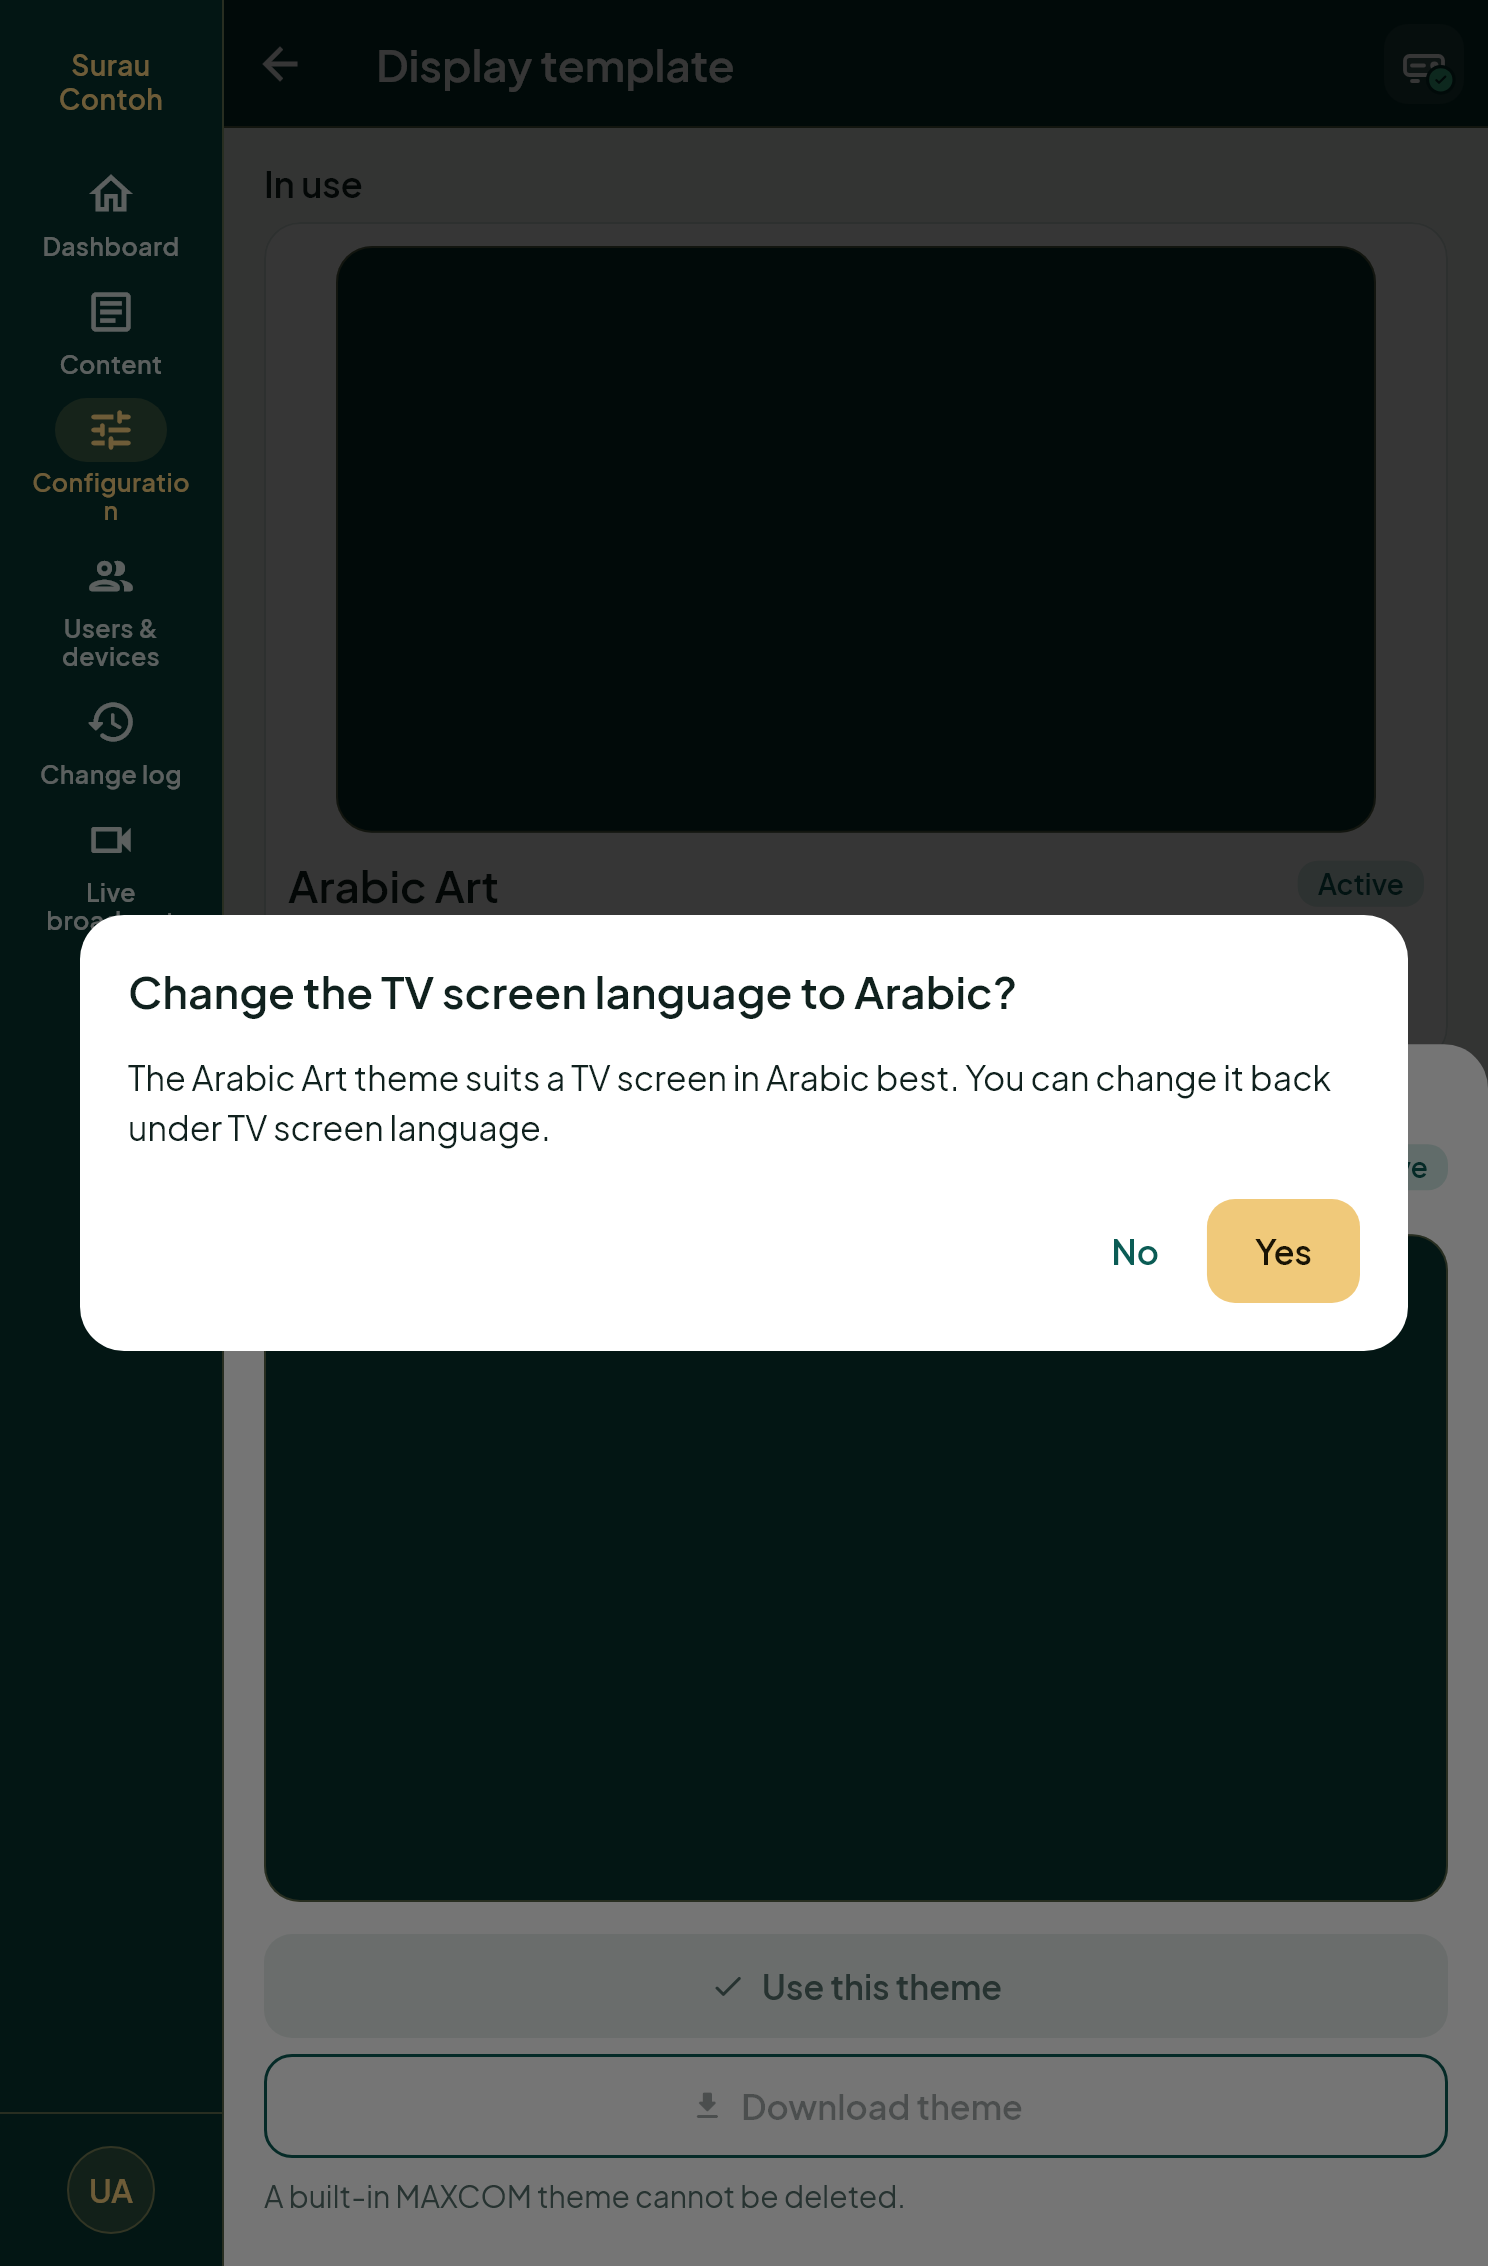 Surau
Contoh
Dashboard
Content
Configuratio
n
Users &
devices
Change log
Live
Display template
In use
Arabic Art
Active
Change the TV screen language to Arabic?
The Arabic Art theme suits a TV screen in Arabic best. You can change it back
under TV screen language.
No
Yes
Use this theme
Download theme
A built-in MAXCOM theme cannot be deleted.
UA